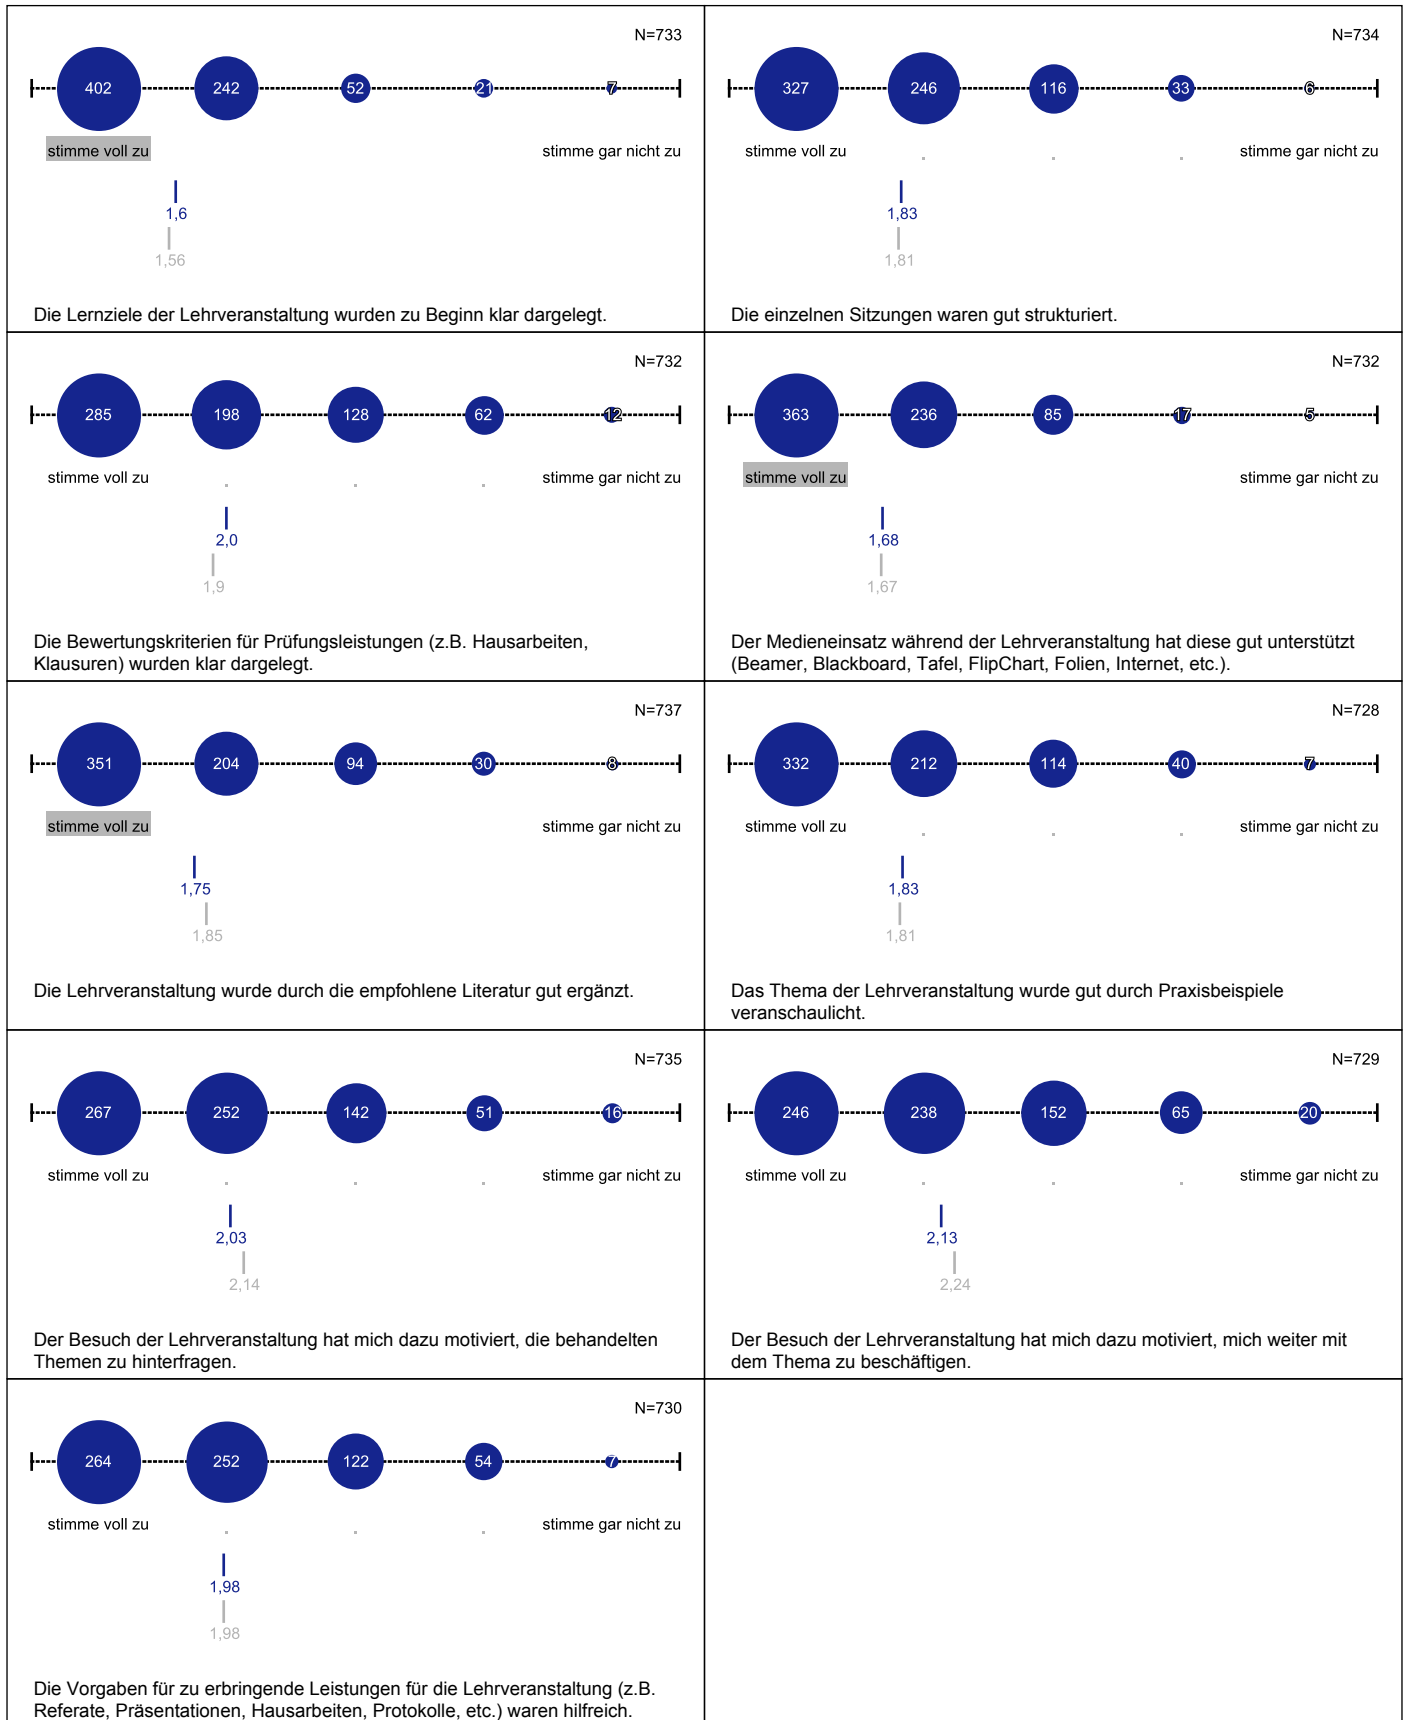 N=733
402 242 52 21 7
stimme voll zu stimme gar nicht zu
1,6
1,56
Die Lernziele der Lehrveranstaltung wurden zu Beginn klar dargelegt.
N=734
327 246 116 33 6
stimme voll zu . . . stimme gar nicht zu
1,83
1,81
Die einzelnen Sitzungen waren gut strukturiert.
N=732
285 198 128 62 12
stimme voll zu . . . stimme gar nicht zu
2,0
1,9
Die Bewertungskriterien für Prüfungsleistungen (z.B. Hausarbeiten,
Klausuren) wurden klar dargelegt.
N=732
363 236 85 17 5
stimme voll zu stimme gar nicht zu
1,68
1,67
Der Medieneinsatz während der Lehrveranstaltung hat diese gut unterstützt
(Beamer, Blackboard, Tafel, FlipChart, Folien, Internet, etc.).
N=737
351 204 94 30 8
stimme voll zu stimme gar nicht zu
1,75
1,85
Die Lehrveranstaltung wurde durch die empfohlene Literatur gut ergänzt.
N=728
332 212 114 40 7
stimme voll zu . . . stimme gar nicht zu
1,83
1,81
Das Thema der Lehrveranstaltung wurde gut durch Praxisbeispiele
veranschaulicht.
N=735
267 252 142 51 16
stimme voll zu . . . stimme gar nicht zu
2,03
2,14
Der Besuch der Lehrveranstaltung hat mich dazu motiviert, die behandelten
Themen zu hinterfragen.
N=729
246 238 152 65 20
stimme voll zu . . . stimme gar nicht zu
2,13
2,24
Der Besuch der Lehrveranstaltung hat mich dazu motiviert, mich weiter mit
dem Thema zu beschäftigen.
N=730
264 252 122 54 7
stimme voll zu . . . stimme gar nicht zu
1,98
1,98
Die Vorgaben für zu erbringende Leistungen für die Lehrveranstaltung (z.B.
Referate, Präsentationen, Hausarbeiten, Protokolle, etc.) waren hilfreich.